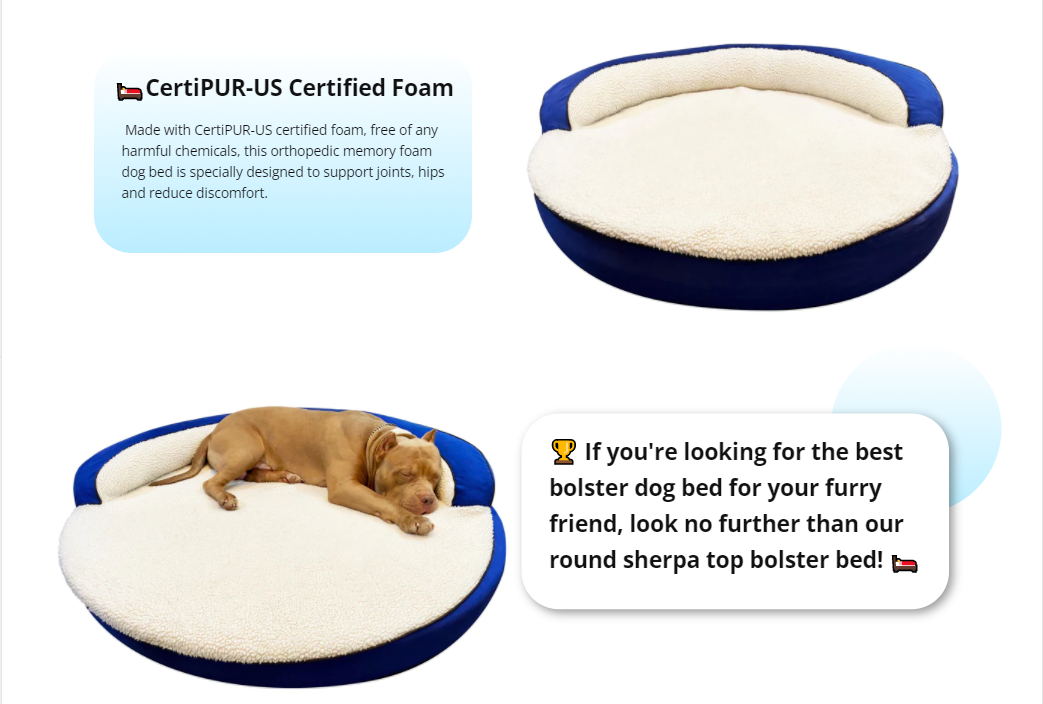 🛏️CertiPUR-US Certified Foam
Made with CertiPUR-US certified foam, free of any
harmful chemicals, this orthopedic memory foam
dog bed is specially designed to support joints, hips
and reduce discomfort.
🏆 If you're looking for the best
bolster dog bed for your furry
friend, look no further than our
round sherpa top bolster bed! 🛏️